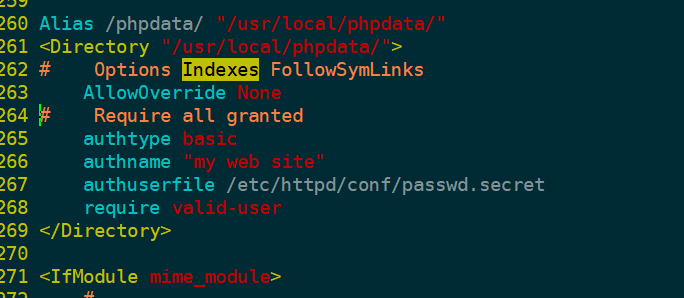 260 Alias /phpdata/ "/usr/local/phpdata/"
261 <Directory "/usr/local/phpdata/">
262 #    Options Indexes FollowSymLinks
263     AllowOverride None
264 #    Require all granted
265     authtype basic
266     authname "my web site"
267     authuserfile /etc/httpd/conf/passwd.secret
268     require valid-user
269 </Directory>
270
271 <IfModule mime_module>